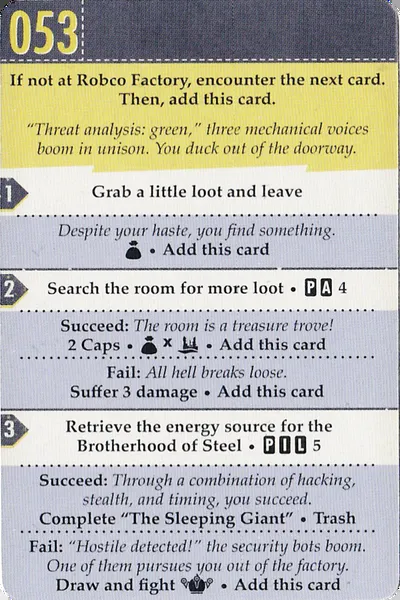 053
If not at Robco Factory, encounter the next card.
Then, add this card.
“Threat analysis: green,” three mechanical voices
boom in unison. You duck out of the doorway.
1
Grab a little loot and leave
Despite your haste, you find something.
• Add this card
2
Search the room for more loot • P A 4
Succeed: The room is a treasure trove!
2 Caps • x • Add this card
Fail: All hell breaks loose.
Suffer 3 damage • Add this card
3
Retrieve the energy source for the
Brotherhood of Steel • P I L 5
Succeed: Through a combination of hacking,
stealth, and timing, you succeed.
Complete “The Sleeping Giant” • Trash
Fail: “Hostile detected!” the security bots boom.
One of them pursues you out of the factory.
Draw and fight • Add this card